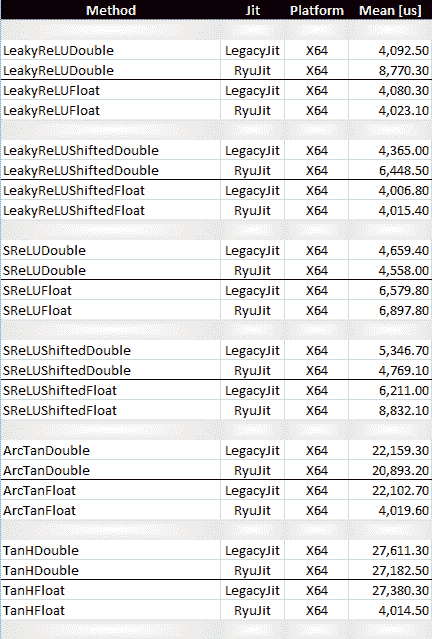 Method Jit Platform Mean [us]
LeakyReLUDouble LegacyJit X64 4,092.50
LeakyReLUDouble RyuJit X64 8,770.30
LeakyReLUFloat LegacyJit X64 4,080.30
LeakyReLUFloat RyuJit X64 4,023.10
LeakyReLUShiftedDouble LegacyJit X64 4,365.00
LeakyReLUShiftedDouble RyuJit X64 6,448.50
LeakyReLUShiftedFloat LegacyJit X64 4,006.80
LeakyReLUShiftedFloat RyuJit X64 4,015.40
SReLUDouble LegacyJit X64 4,659.40
SReLUDouble RyuJit X64 4,558.00
SReLUFloat LegacyJit X64 6,579.80
SReLUFloat RyuJit X64 6,897.80
SReLUShiftedDouble LegacyJit X64 5,346.70
SReLUShiftedDouble RyuJit X64 4,769.10
SReLUShiftedFloat LegacyJit X64 6,211.00
SReLUShiftedFloat RyuJit X64 8,832.10
ArcTanDouble LegacyJit X64 22,159.30
ArcTanDouble RyuJit X64 20,893.20
ArcTanFloat LegacyJit X64 22,102.70
ArcTanFloat RyuJit X64 4,019.60
TanHDouble LegacyJit X64 27,611.30
TanHDouble RyuJit X64 27,182.50
TanHFloat LegacyJit X64 27,380.30
TanHFloat RyuJit X64 4,014.50